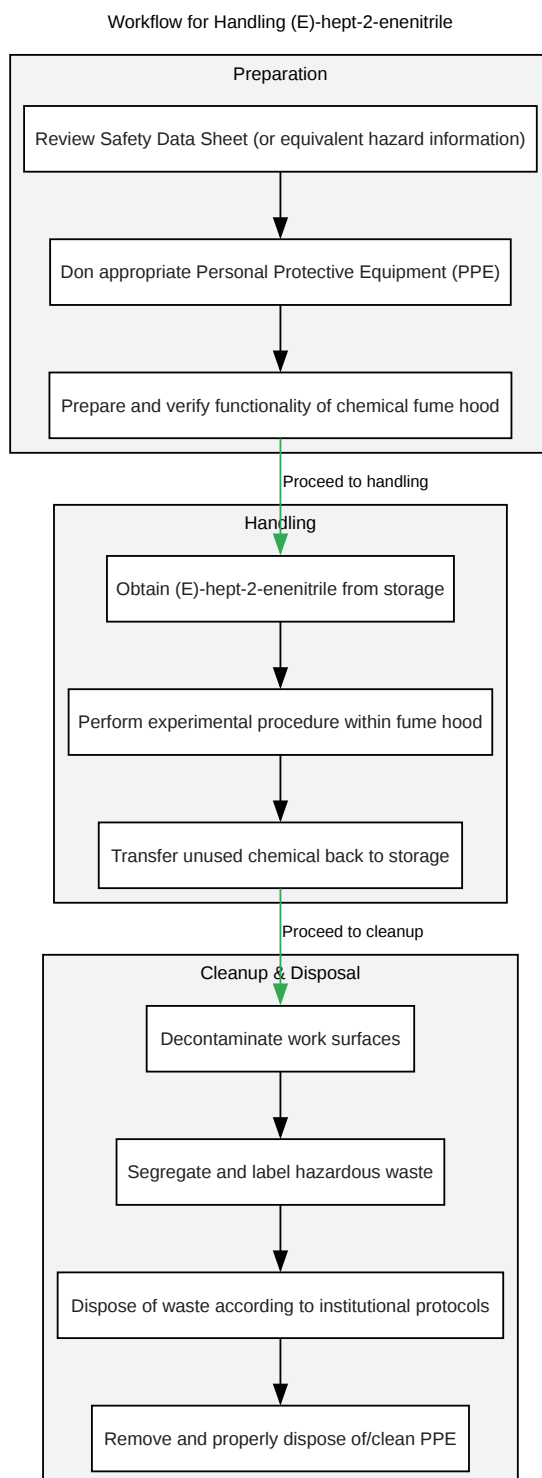 Workflow for Handling (E)-hept-2-enenitrile
Preparation
Review Safety Data Sheet (or equivalent hazard information)
Don appropriate Personal Protective Equipment (PPE)
Prepare and verify functionality of chemical fume hood
Proceed to handling
Handling
Obtain (E)-hept-2-enenitrile from storage
Perform experimental procedure within fume hood
Transfer unused chemical back to storage
Proceed to cleanup
Cleanup & Disposal
Decontaminate work surfaces
Segregate and label hazardous waste
Dispose of waste according to institutional protocols
Remove and properly dispose of/clean PPE